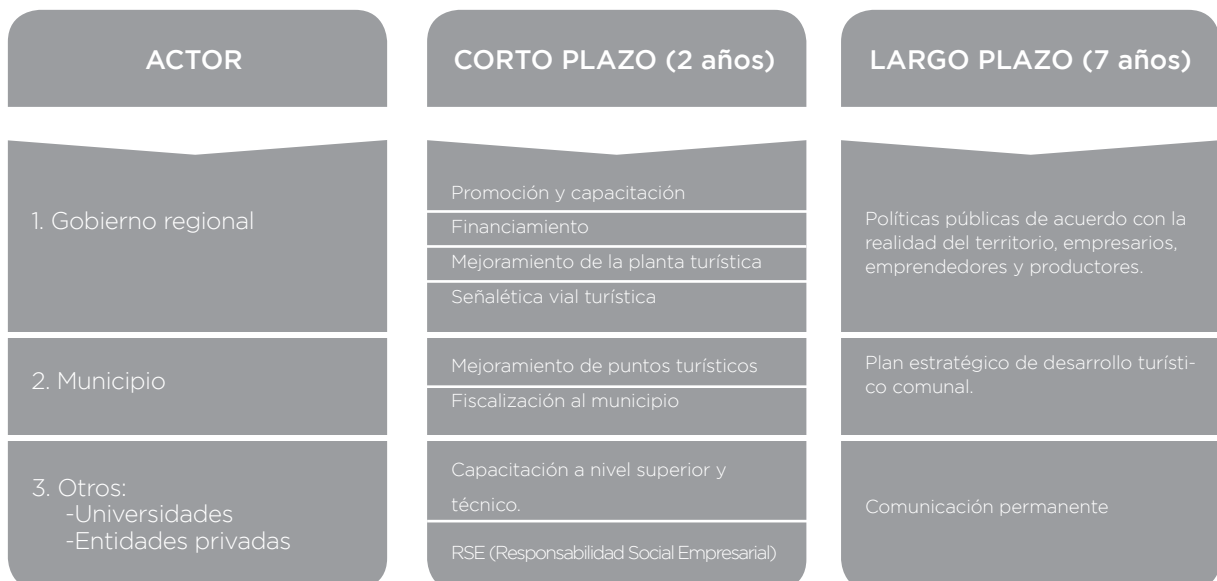 ACTOR
CORTO PLAZO (2 años)
LARGO PLAZO (7 años)
1. Gobierno regional
Promoción y capacitación
Financiamiento
Mejoramiento de la planta turística
Señalética vial turística
Políticas públicas de acuerdo con la
realidad del territorio, empresarios,
emprendedores y productores.
2. Municipio
Mejoramiento de puntos turísticos
Fiscalización al municipio
Plan estratégico de desarrollo turísti-
co comunal.
3. Otros:
-Universidades
-Entidades privadas
Capacitación a nivel superior y
técnico.
RSE (Responsabilidad Social Empresarial)
Comunicación permanente